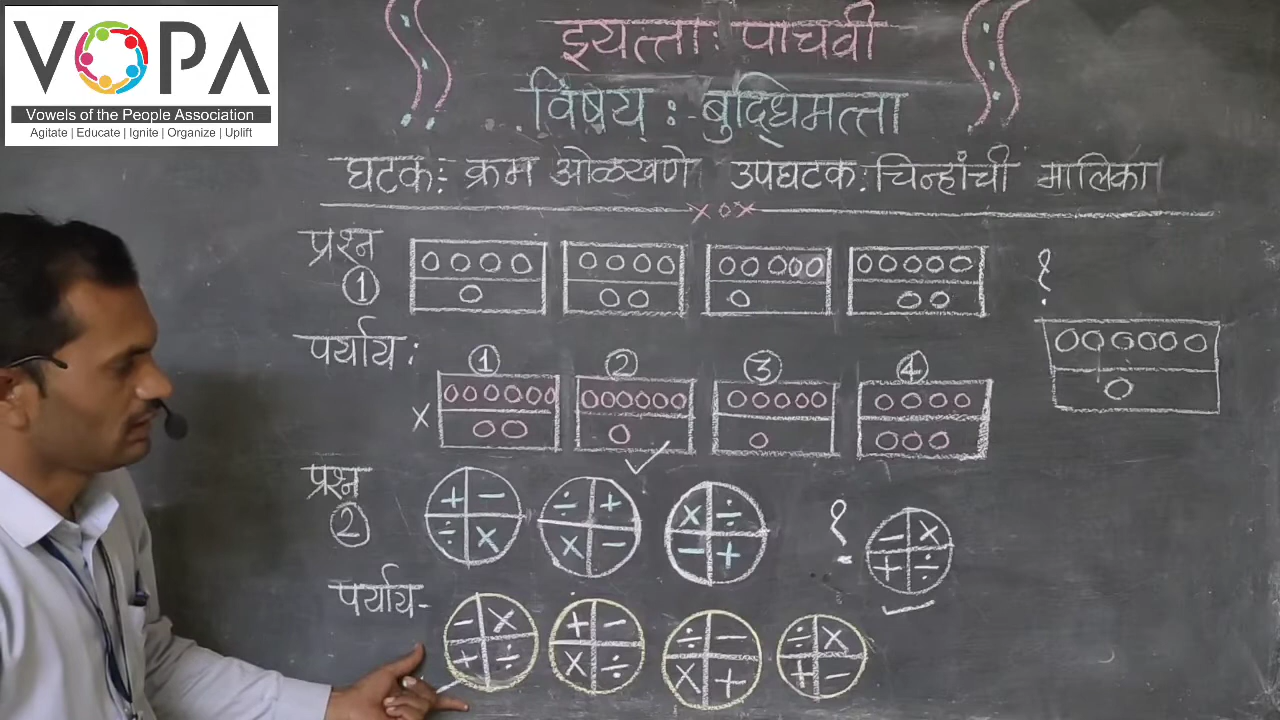 VOPA
Vowels of the People Association
Agitate | Educate | Ignite | Organize | Uplift
इयत्ता: पाचवी
विषय: बुद्धिमत्ता
घटक: क्रम ओळखणे उपघटक: चिन्हांची मालिका
x o x
प्रश्न
① ?
पर्याय: ① ② ③ ④
प्रश्न
② + − ÷ × ÷ + × − × ÷ − + ? − × + ÷
पर्याय- − × + ÷ + − × ÷ ÷ − × + ÷ × + −